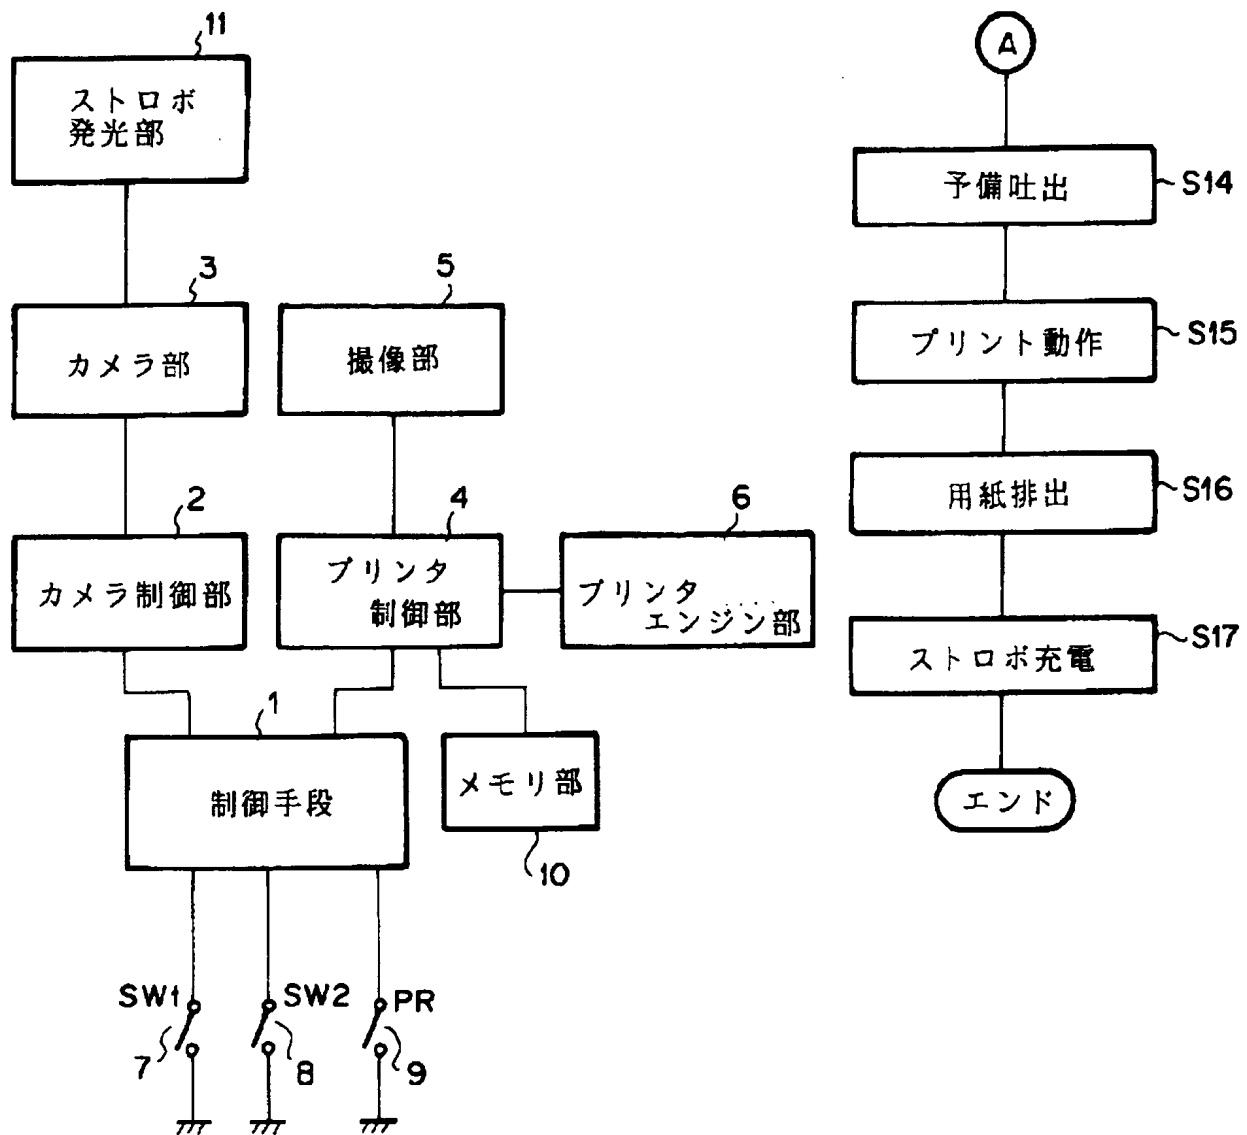 11
ストロボ
発光部
3
カメラ部
5
撮像部
2
カメラ制御部
4
プリンタ
制御部
6
プリンタ
エンジン部
1
制御手段
メモリ部
10
SW1
7
SW2
8
PR
9
A
予備吐出
S14
プリント動作
S15
用紙排出
S16
ストロボ充電
S17
エンド